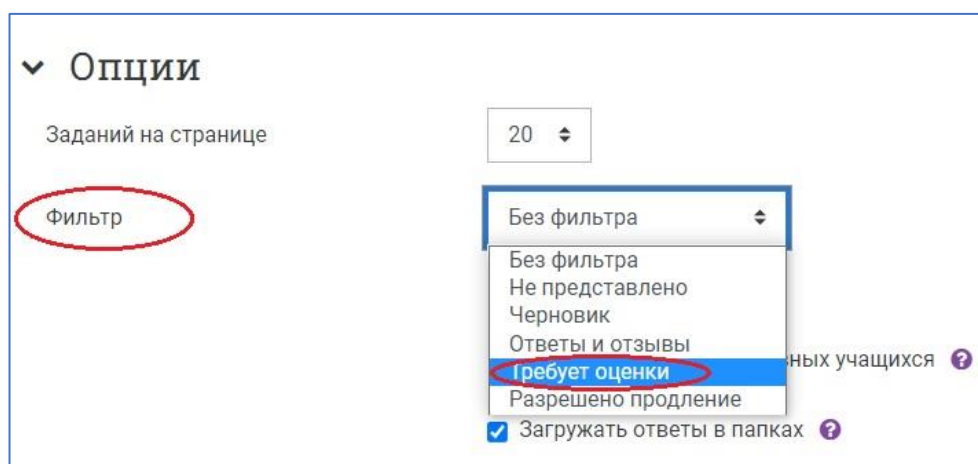 Опции
Заданий на странице
20
Фильтр
Без фильтра
Без фильтра
Не представлено
Черновик
Ответы и отзывы
Требует оценки
учащихся
Разрешено продление
Загружать ответы в папках